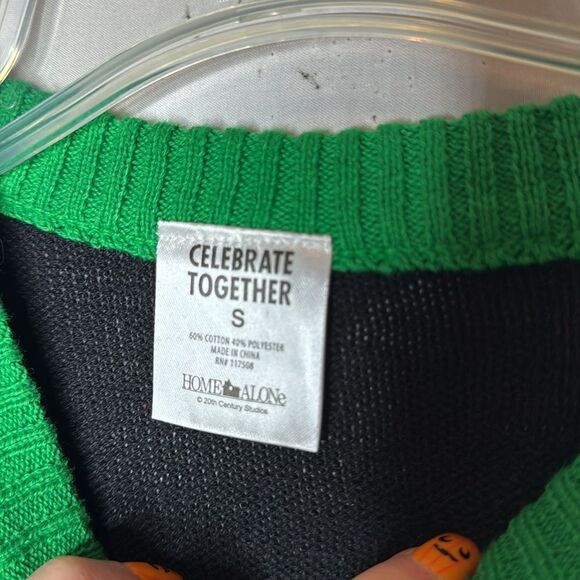 CELEBRATE
TOGETHER
S
60% COTTON 40% POLYESTER
MADE IN CHINA
RN# 117508
HOME ALONe
© 20th Century Studios